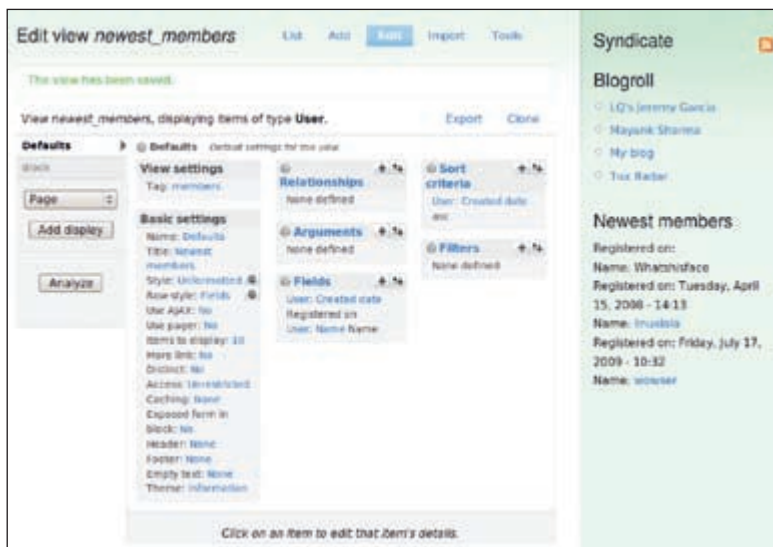 Edit view newest_members
List Add Edit Import Tools
The view has been saved.
View newest_members, displaying items of type User.
Export Clone
Defaults
Block
Page
Add display
Analyze
Defaults Default settings for this view.
View settings
Tag: members
Basic settings
Name: Defaults
Title: Newest
members
Style: Unformatted
Row style: Fields
Use AJAX: No
Use pager: No
Items to display: 10
More link: No
Distinct: No
Access: Unrestricted
Caching: None
Exposed form in
block: No
Header: None
Footer: None
Empty text: None
Theme: Information
Relationships
None defined
Arguments
None defined
Fields
User: Created date
Registered on
User: Name Name
Sort
criteria
User: Created date
asc
Filters
None defined
Click on an item to edit that item's details.
Syndicate
Blogroll
LQ's Jeremy Garcia
Mayank Sharma
My blog
Tux Radar
Newest members
Registered on:
Name: Whatshisface
Registered on: Tuesday, April
15, 2008 - 14:13
Name:
Registered on: Friday, July 17,
2009 - 10:32
Name: wowser